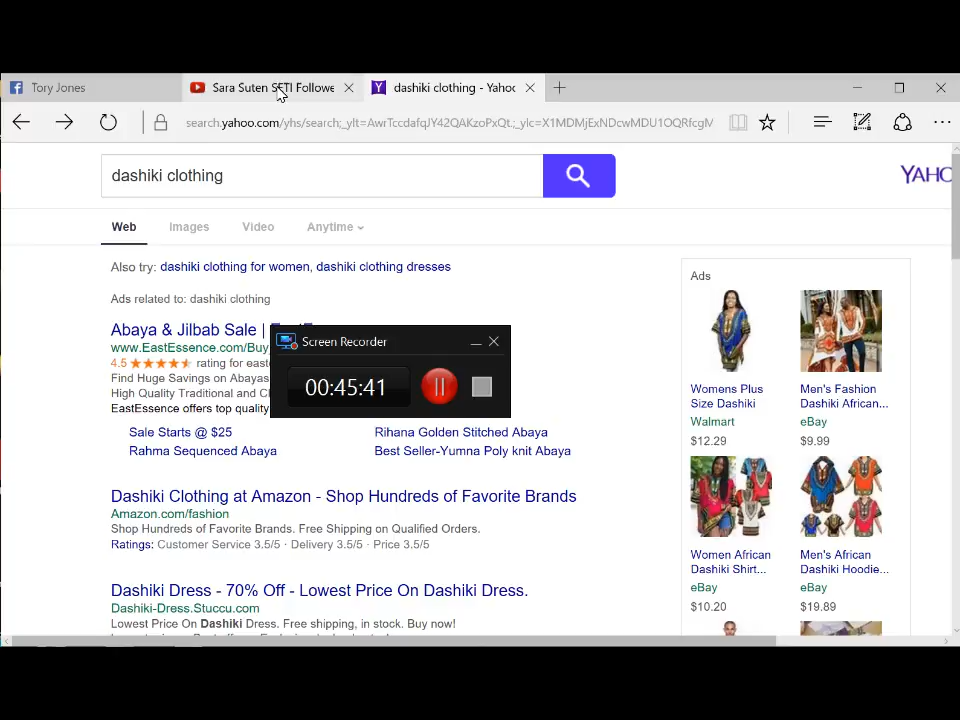 Tory Jones
Sara Suten SETI Followe
dashiki clothing - Yahoo
search.yahoo.com/yhs/search;_ylt=AwrTccdafqJY42QAKzoPxQt.;_ylc=X1MDMjExNDcwMDU1OQRfcgM
dashiki clothing
YAHO
Web Images Video Anytime
Also try: dashiki clothing for women, dashiki clothing dresses
Ads related to: dashiki clothing
Abaya & Jilbab Sale |
www.EastEssence.com/Buy
4.5 rating for east
Find Huge Savings on Abayas
High Quality Traditional and C
EastEssence offers top quality
Sale Starts @ $25
Rihana Golden Stitched Abaya
Rahma Sequenced Abaya
Best Seller-Yumna Poly knit Abaya
Screen Recorder
00:45:41
Dashiki Clothing at Amazon - Shop Hundreds of Favorite Brands
Amazon.com/fashion
Shop Hundreds of Favorite Brands. Free Shipping on Qualified Orders.
Ratings: Customer Service 3.5/5 · Delivery 3.5/5 · Price 3.5/5
Dashiki Dress - 70% Off - Lowest Price On Dashiki Dress.
Dashiki-Dress.Stuccu.com
Lowest Price On Dashiki Dress. Free shipping, in stock. Buy now!
Ads
Womens Plus
Size Dashiki
Walmart
$12.29
Men's Fashion
Dashiki African...
eBay
$9.99
Women African
Dashiki Shirt...
eBay
$10.20
Men's African
Dashiki Hoodie...
eBay
$19.89